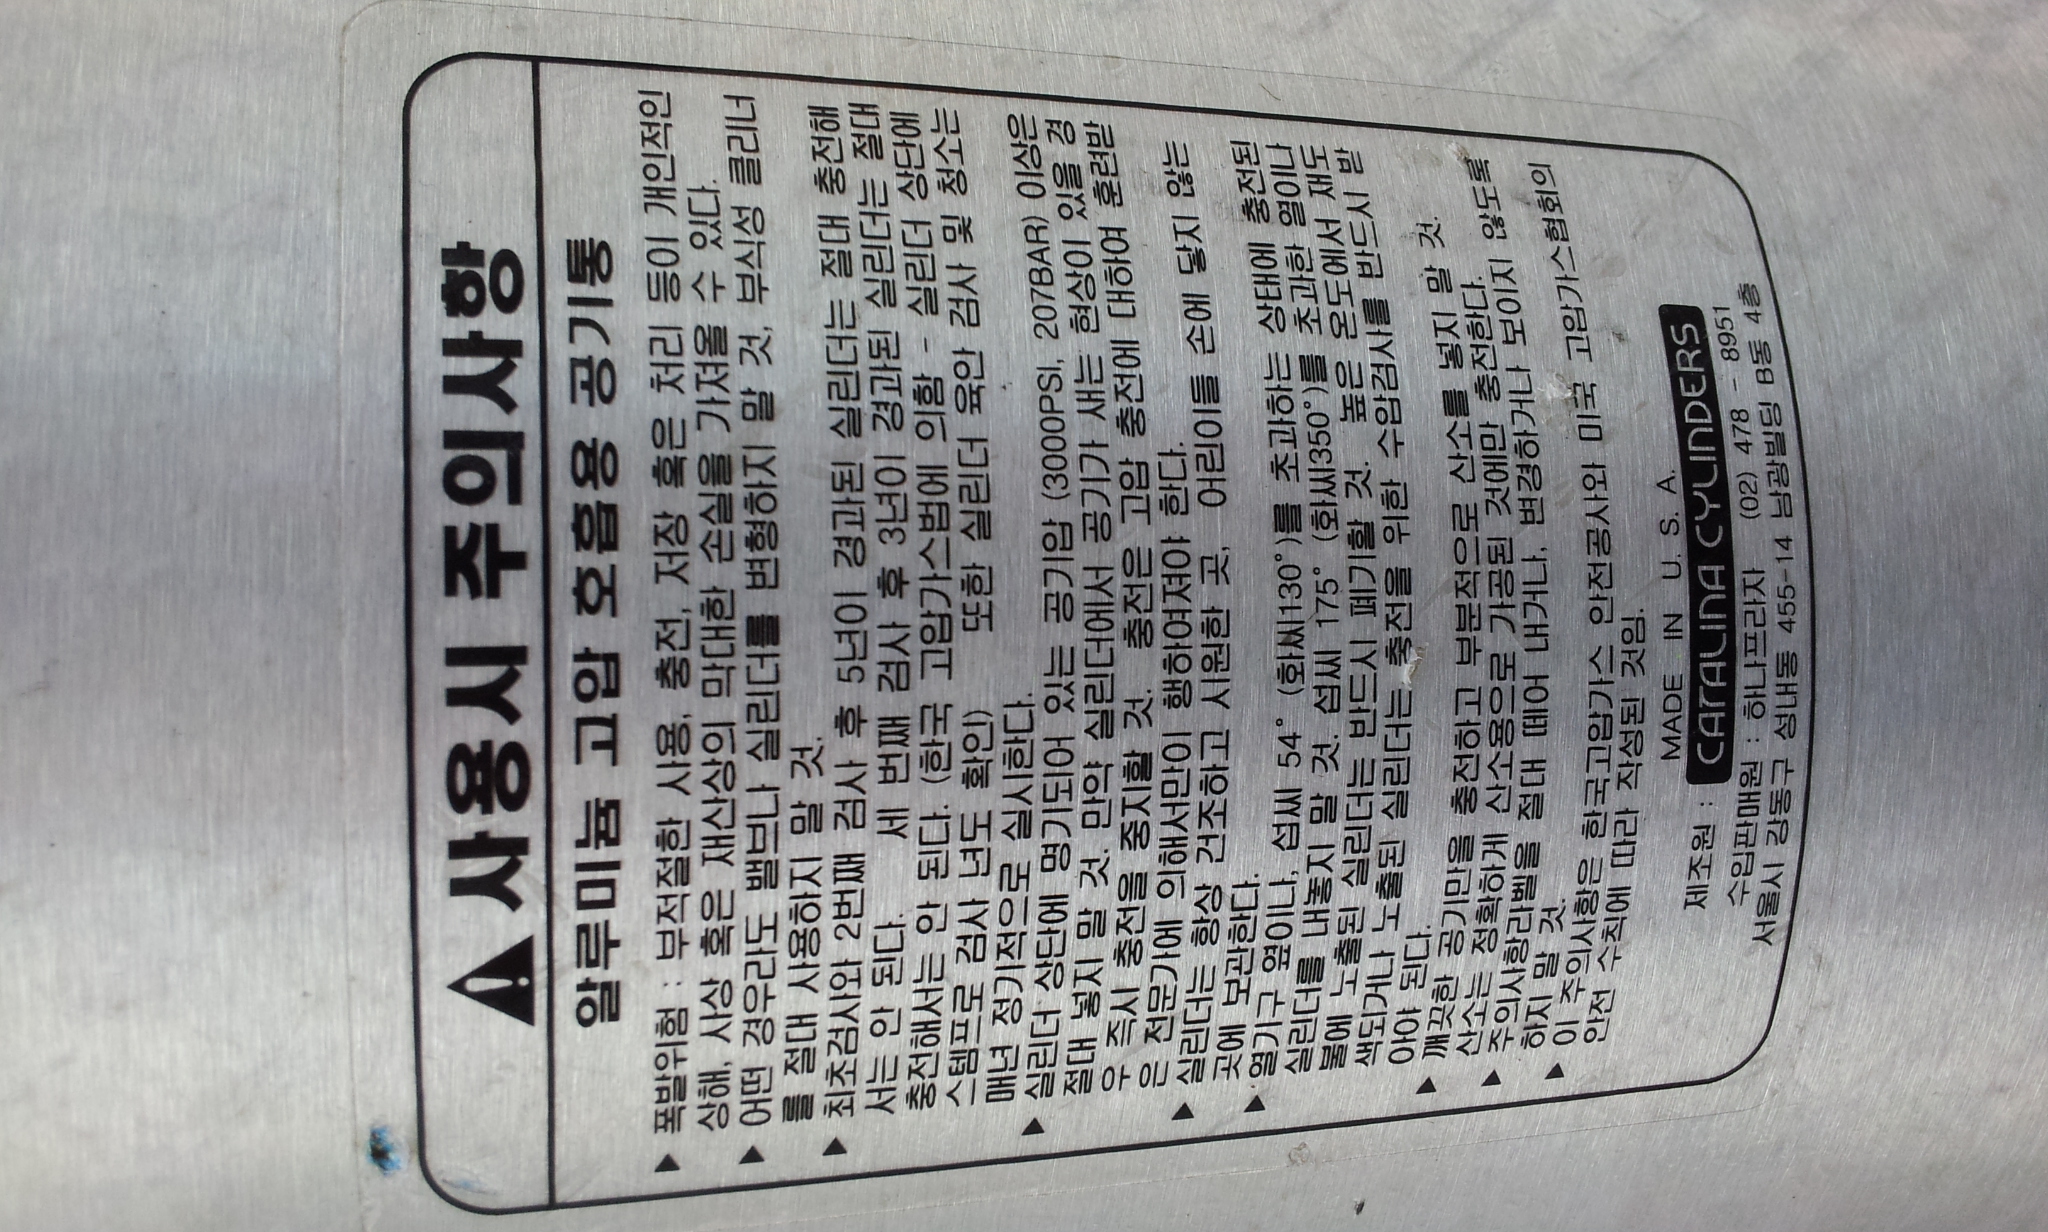 ⚠ 사용시 주의사항
알루미늄 고압 호흡용 공기통
▶ 폭발위험 : 부적절한 사용, 충전, 저장 혹은 처리 등이 개인적인
상해, 사상 혹은 재산상의 막대한 손실을 가져올 수 있다.
▶ 어떤 경우라도 밸브나 실린더를 변형하지 말 것, 부식성 클리너
를 절대 사용하지 말 것.
▶ 최초검사와 2번째 검사 후 5년이 경과된 실린더는 절대 충전해
서는 안 된다. 세 번째 검사 후 3년이 경과된 실린더는 절대
충전해서는 안 된다. (한국 고압가스법에 의함 - 실린더 상단에
스템프로 검사 년도 확인) 또한 실린더 육안 검사 및 청소는
매년 정기적으로 실시한다.
▶ 실린더 상단에 명기되어 있는 공기압 (3000PSI, 207BAR) 이상은
절대 넣지 말 것. 만약 실린더에서 공기가 새는 현상이 있을 경
우 즉시 충전을 중지할 것. 충전은 고압 충전에 대하여 훈련받
은 전문가에 의해서만이 행하여져야 한다.
▶ 실린더는 항상 건조하고 시원한 곳, 어린이들 손에 닿지 않는
곳에 보관한다.
▶ 열기구 옆이나, 섭씨 54° (화씨130°)를 초과하는 상태에 충전된
실린더를 내놓지 말 것. 섭씨 175° (화씨350°)를 초과한 열이나
불에 노출된 실린더는 반드시 폐기할 것. 높은 온도에서 재도
색되거나 노출된 실린더는 충전을 위한 수압검사를 반드시 받
아야 된다.
▶ 깨끗한 공기만을 충전하고 부분적으로 산소를 넣지 말 것.
산소는 정확하게 산소용으로 가공된 것에만 충전한다.
▶ 주의사항라벨을 절대 떼어 내거나, 변경하거나 보이지 않도록
하지 말 것.
▶ 이 주의사항은 한국고압가스 안전공사와 미국 고압가스협회의
안전 수칙에 따라 작성된 것임.
MADE IN U. S. A.
제조원 : CATALINA CYLINDERS
수입판매원 : 하나프라자 (02) 478 - 8951
서울시 강동구 성내동 455-14 남광빌딩 B동 4층